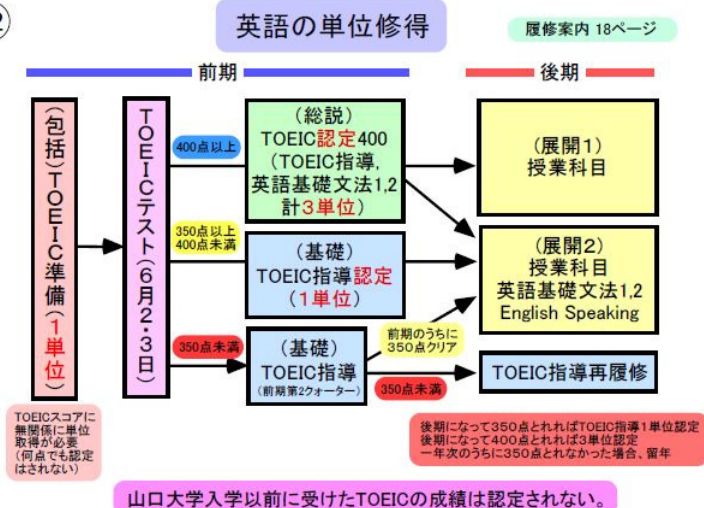 ②
英語の単位修得
履修案内 18ページ
前期
後期
(包括)TOEIC準備(1単位)
TOEICテスト(6月2・3日)
400点以上
(総説)
TOEIC認定400
(TOEIC指導,
英語基礎文法1,2
計3単位)
(展開1)
授業科目
350点以上
400点未満
(基礎)
TOEIC指導認定
(1単位)
(展開2)
授業科目
英語基礎文法1,2
English Speaking
350点未満
(基礎)
TOEIC指導
(前期第2クォーター)
前期のうちに
350点クリア
350点未満
TOEIC指導再履修
TOEICスコアに
無関係に単位
取得が必要
(何点でも認定
はされない)
後期になって350点とれればTOEIC指導1単位認定
後期になって400点とれれば3単位認定
一年次のうちに350点とれなかった場合、留年
山口大学入学以前に受けたTOEICの成績は認定されない。